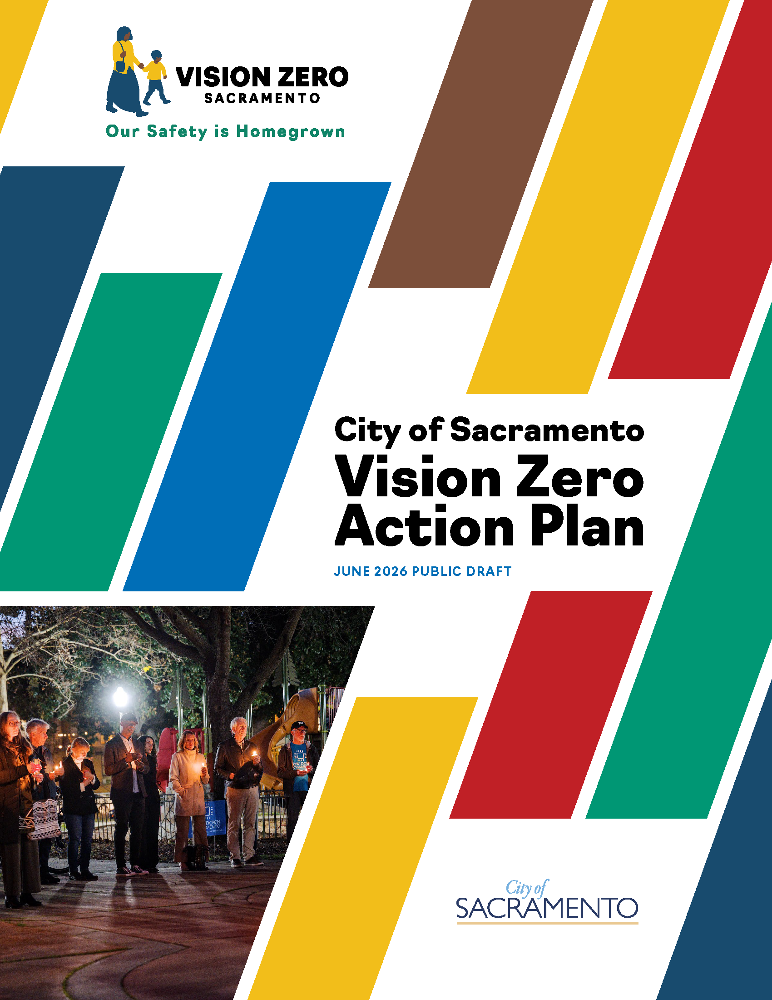 VISION ZERO
SACRAMENTO
Our Safety is Homegrown
City of Sacramento
Vision Zero
Action Plan
JUNE 2026 PUBLIC DRAFT
DOWN
City of
SACRAMENTO